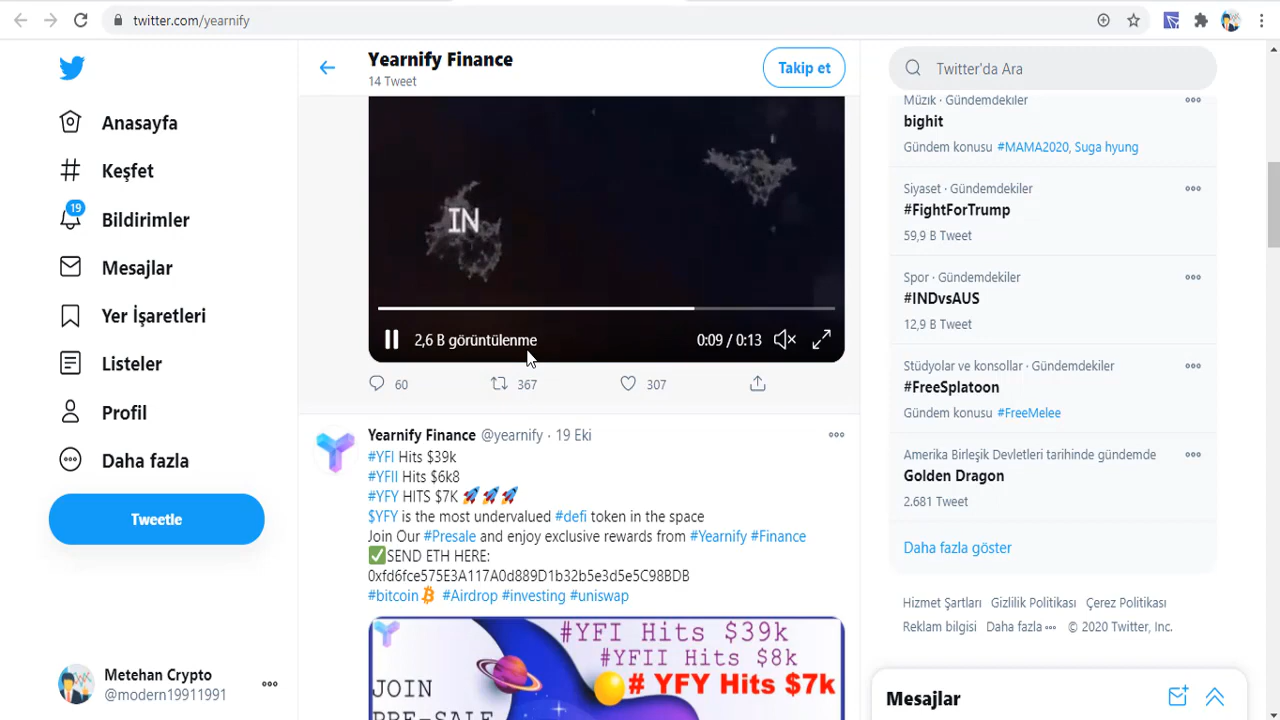 twitter.com/yearnify
Anasayfa
Keşfet
19
Bildirimler
Mesajlar
Yer İşaretleri
Listeler
Profil
Daha fazla
Tweetle
Metehan Crypto
@modern19911991
Yearnify Finance
14 Tweet
Takip et
IN
2,6 B görüntülenme
0:09 / 0:13
60 367 307
Yearnify Finance @yearnify · 19 Eki
#YFI Hits $39k
#YFII Hits $6k8
#YFY HITS $7K 🚀🚀🚀
$YFY is the most undervalued #defi token in the space
Join Our #Presale and enjoy exclusive rewards from #Yearnify #Finance
✅SEND ETH HERE:
0xfd6fce575E3A117A0d889D1b32b5e3d5e5C98BDB
#bitcoin #Airdrop #investing #uniswap
#YFI Hits $39k
#YFII Hits $8k
# YFY Hits $7k
JOIN
PRE-SALE
Twitter'da Ara
Müzik · Gündemdekiler
bighit
Gündem konusu #MAMA2020, Suga hyung
Siyaset · Gündemdekiler
#FightForTrump
59,9 B Tweet
Spor · Gündemdekiler
#INDvsAUS
12,9 B Tweet
Stüdyolar ve konsollar · Gündemdekiler
#FreeSplatoon
Gündem konusu #FreeMelee
Amerika Birleşik Devletleri tarihinde gündemde
Golden Dragon
2.681 Tweet
Daha fazla göster
Hizmet Şartları Gizlilik Politikası Çerez Politikası
Reklam bilgisi Daha fazla © 2020 Twitter, Inc.
Mesajlar